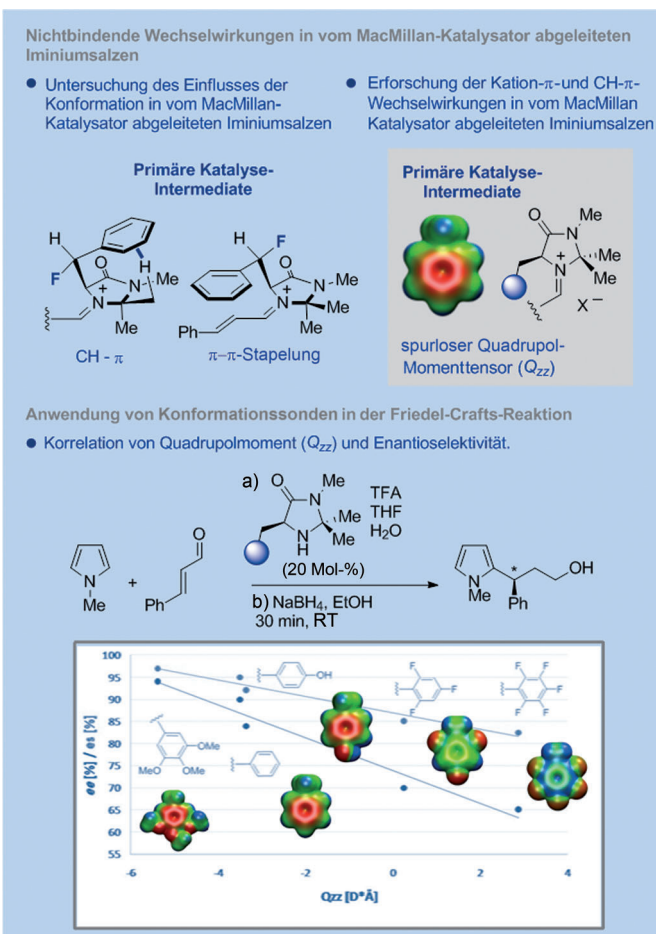 Nichtbindende Wechselwirkungen in vom MacMillan-Katalysator abgeleiteten
Iminiumsalzen
● Untersuchung des Einflusses der
Konformation in vom MacMillan-
Katalysator abgeleiteten Iminiumsalzen
● Erforschung der Kation-π-und CH-π-
Wechselwirkungen in vom MacMillan
Katalysator abgeleiteten Iminiumsalzen
Primäre Katalyse-
Intermediate
H
F
O
H
N
Me
N
+
Me
CH - π
H
F
O
N
Me
N
+
Me
Me
Ph
π-π-Stapelung
Primäre Katalyse-
Intermediate
O
N
Me
N
+
Me
Me
X⁻
spurloser Quadrupol-
Momenttensor (Qzz)
Anwendung von Konformationssonden in der Friedel-Crafts-Reaktion
● Korrelation von Quadrupolmoment (Qzz) und Enantioselektivität.
N
Me
+
O
Ph
a)
O
N
Me
Me
Me
N
H
TFA
THF
H2O
(20 Mol-%)
b) NaBH4, EtOH
30 min, RT
N
Me
*
Ph
OH
ee [%] / es [%]
100
95
90
85
80
75
70
65
60
55
OH
F
F
F
F
F
F
F
F
OMe
OMe
MeO
-6
-4
-2
0
2
4
Qzz [D*Å]